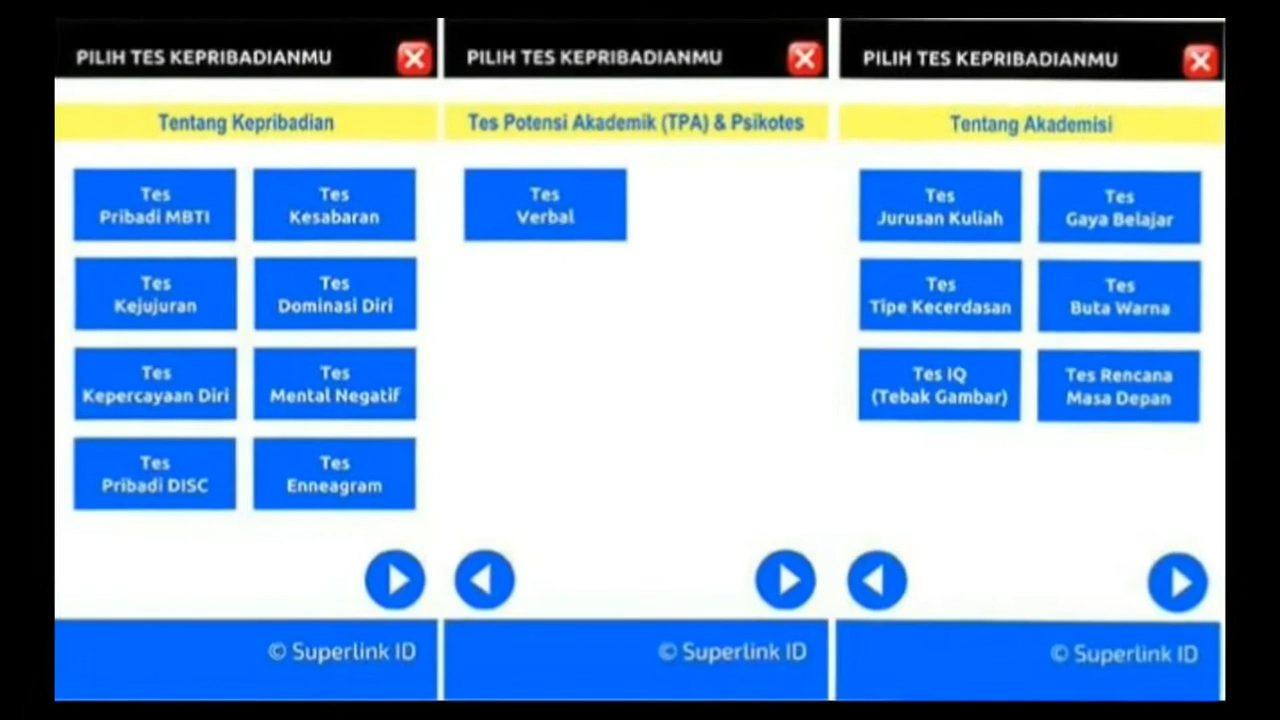 PILIH TES KEPRIBADIANMU
Tentang Kepribadian
Tes
Pribadi MBTI
Tes
Kesabaran
Tes
Kejujuran
Tes
Dominasi Diri
Tes
Kepercayaan Diri
Tes
Mental Negatif
Tes
Pribadi DISC
Tes
Enneagram
© Superlink ID
PILIH TES KEPRIBADIANMU
Tes Potensi Akademik (TPA) & Psikotes
Tes
Verbal
© Superlink ID
PILIH TES KEPRIBADIANMU
Tentang Akademisi
Tes
Jurusan Kuliah
Tes
Gaya Belajar
Tes
Tipe Kecerdasan
Tes
Buta Warna
Tes IQ
(Tebak Gambar)
Tes Rencana
Masa Depan
© Superlink ID